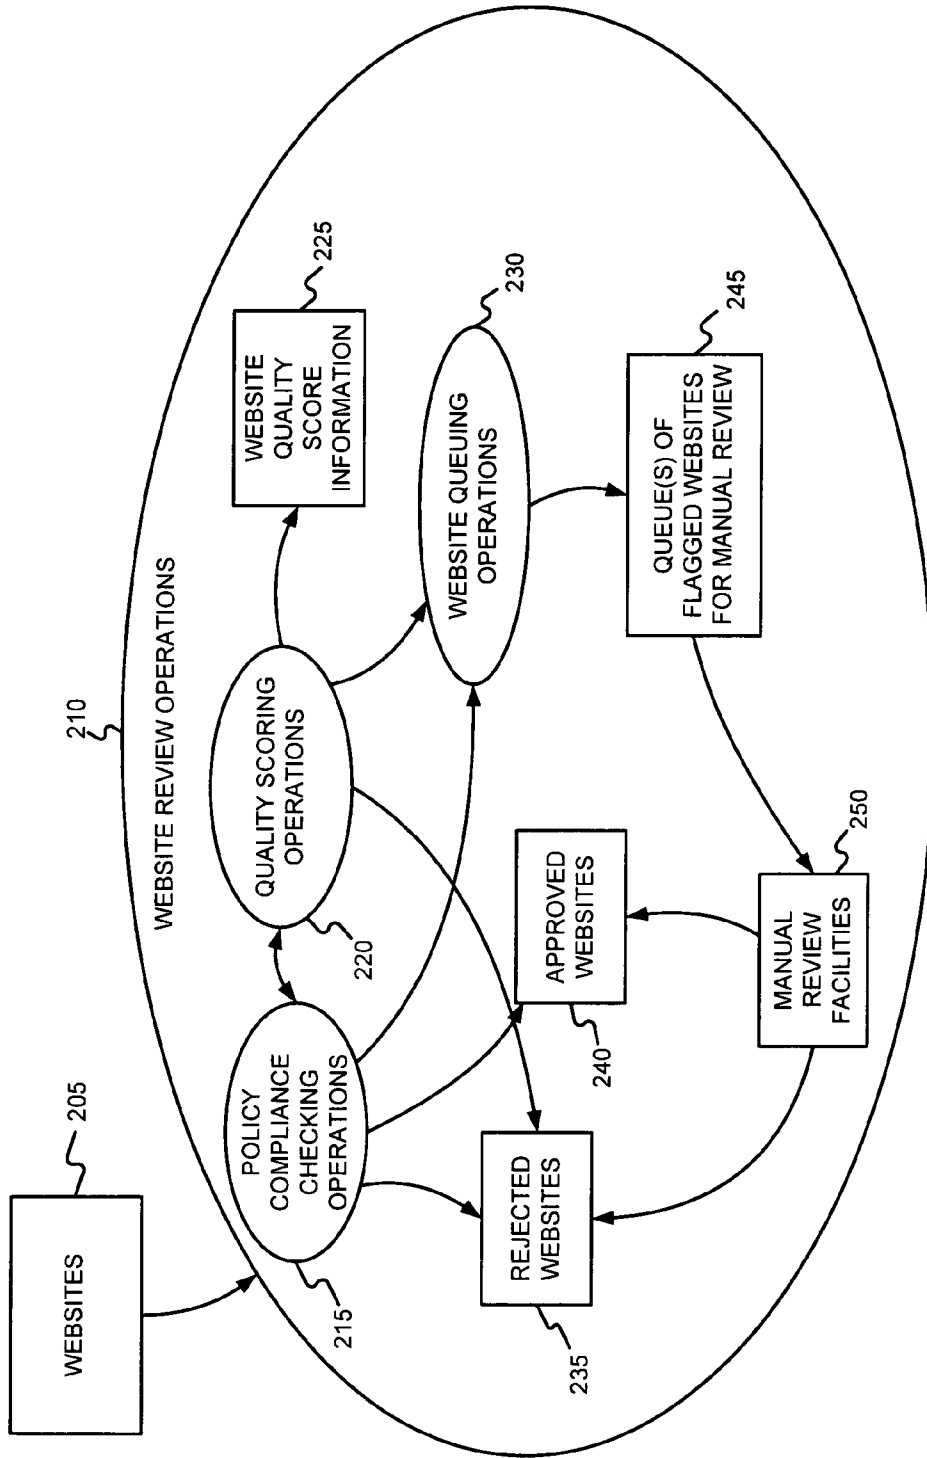 205
WEBSITES
210
WEBSITE REVIEW OPERATIONS
215
POLICY
COMPLIANCE
CHECKING
OPERATIONS
220
QUALITY SCORING
OPERATIONS
225
WEBSITE
QUALITY
SCORE
INFORMATION
230
WEBSITE QUEUING
OPERATIONS
235
REJECTED
WEBSITES
240
APPROVED
WEBSITES
245
QUEUE(S) OF
FLAGGED WEBSITES
FOR MANUAL REVIEW
250
MANUAL
REVIEW
FACILITIES